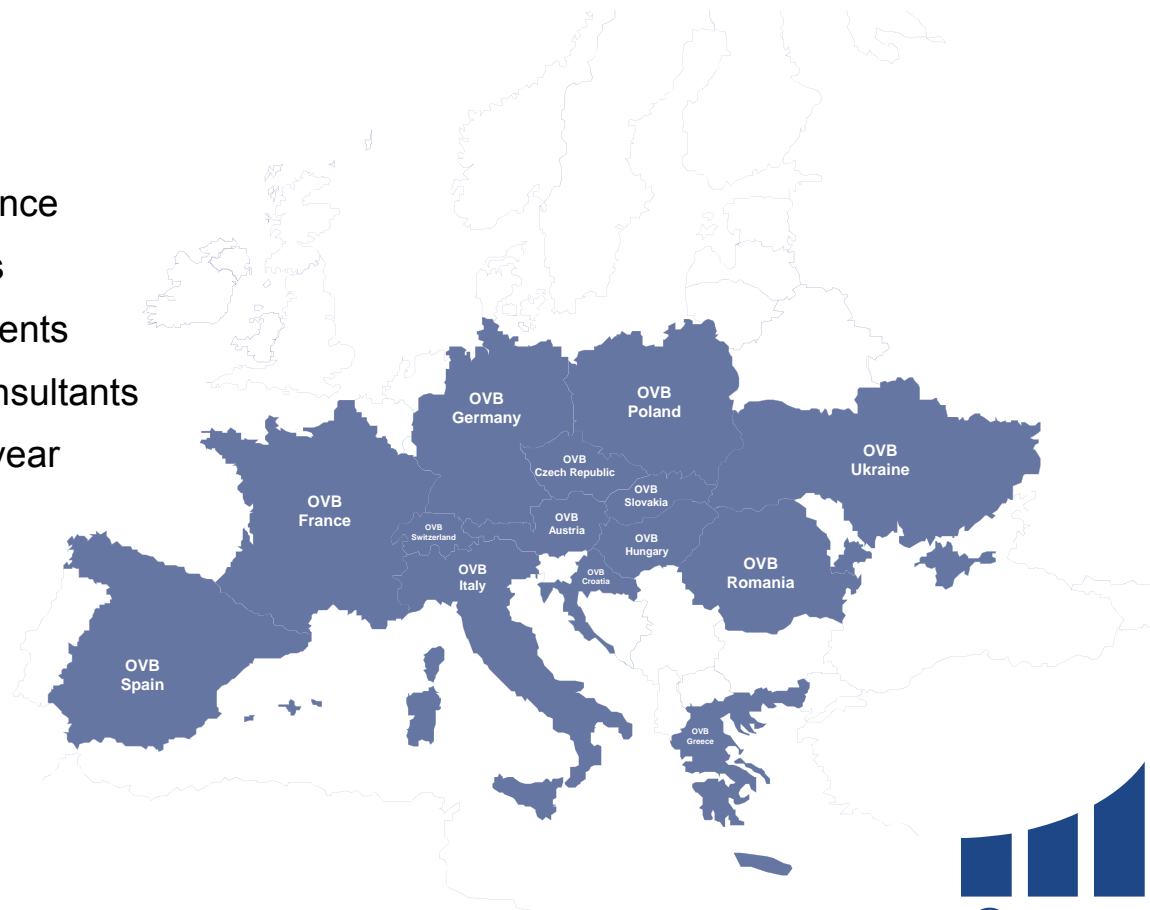 nce
s
ents
nsultants
year
OVB
Germany
OVB
Poland
OVB
Czech Republic
OVB
Ukraine
OVB
Slovakia
OVB
France
OVB
Switzerland
OVB
Austria
OVB
Hungary
OVB
Italy
OVB
Croatia
OVB
Romania
OVB
Spain
OVB
Greece